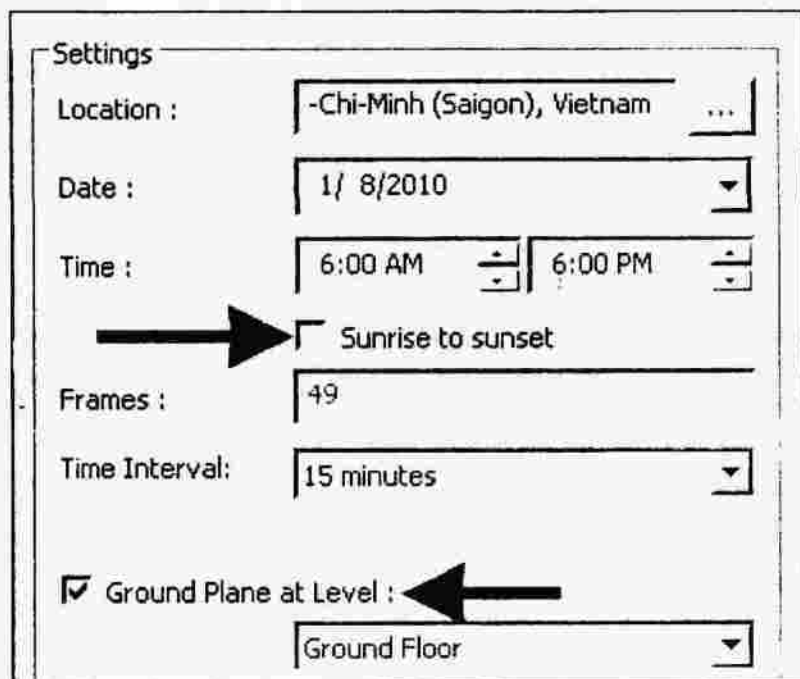 Settings
Location : -Chi-Minh (Saigon), Vietnam ...
Date : 1/ 8/2010
Time : 6:00 AM 6:00 PM
Sunrise to sunset
Frames : 49
Time Interval: 15 minutes
Ground Plane at Level :
Ground Floor